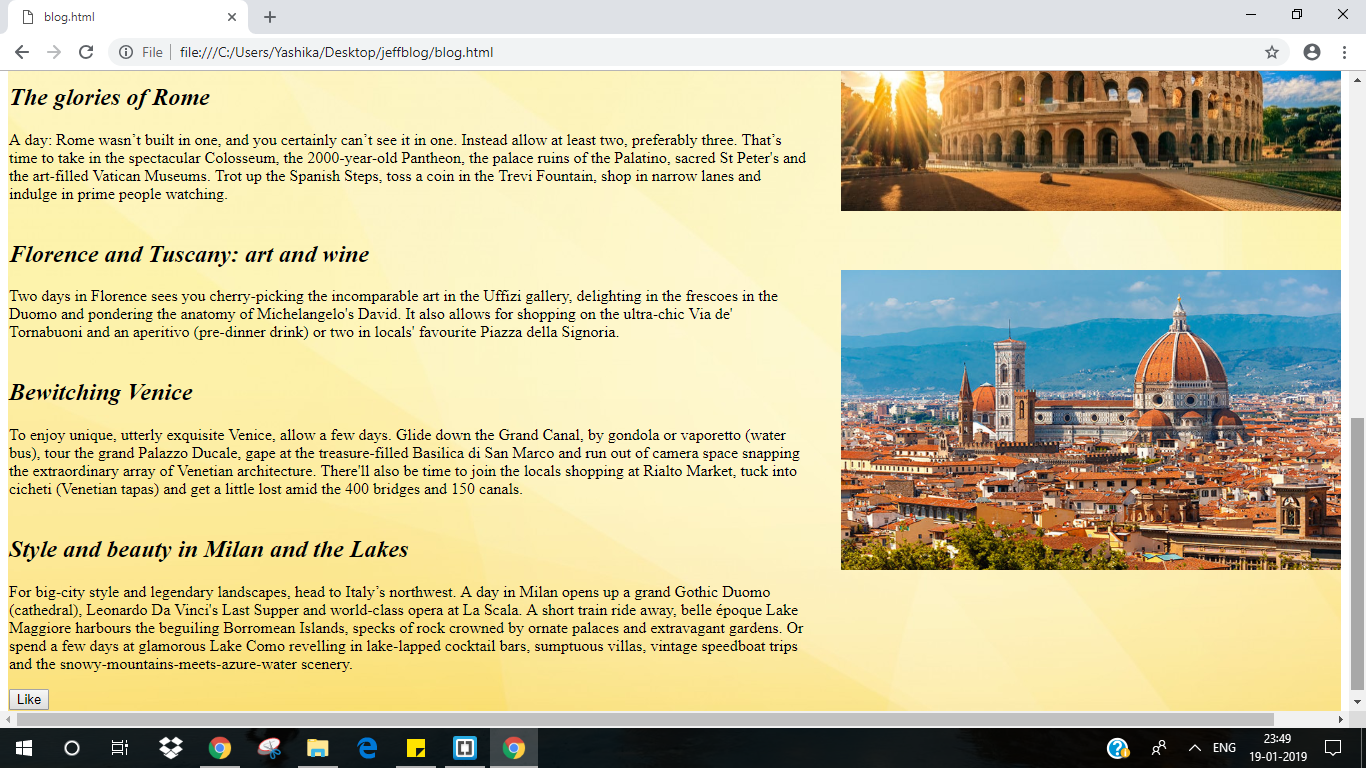 blog.html
File
file:///C:/Users/Yashika/Desktop/jeffblog/blog.html
The glories of Rome
A day: Rome wasn’t built in one, and you certainly can’t see it in one. Instead allow at least two, preferably three. That’s
time to take in the spectacular Colosseum, the 2000-year-old Pantheon, the palace ruins of the Palatino, sacred St Peter's and
the art-filled Vatican Museums. Trot up the Spanish Steps, toss a coin in the Trevi Fountain, shop in narrow lanes and
indulge in prime people watching.
Florence and Tuscany: art and wine
Two days in Florence sees you cherry-picking the incomparable art in the Uffizi gallery, delighting in the frescoes in the
Duomo and pondering the anatomy of Michelangelo's David. It also allows for shopping on the ultra-chic Via de'
Tornabuoni and an aperitivo (pre-dinner drink) or two in locals' favourite Piazza della Signoria.
Bewitching Venice
To enjoy unique, utterly exquisite Venice, allow a few days. Glide down the Grand Canal, by gondola or vaporetto (water
bus), tour the grand Palazzo Ducale, gape at the treasure-filled Basilica di San Marco and run out of camera space snapping
the extraordinary array of Venetian architecture. There'll also be time to join the locals shopping at Rialto Market, tuck into
cicheti (Venetian tapas) and get a little lost amid the 400 bridges and 150 canals.
Style and beauty in Milan and the Lakes
For big-city style and legendary landscapes, head to Italy’s northwest. A day in Milan opens up a grand Gothic Duomo
(cathedral), Leonardo Da Vinci's Last Supper and world-class opera at La Scala. A short train ride away, belle époque Lake
Maggiore harbours the beguiling Borromean Islands, specks of rock crowned by ornate palaces and extravagant gardens. Or
spend a few days at glamorous Lake Como revelling in lake-lapped cocktail bars, sumptuous villas, vintage speedboat trips
and the snowy-mountains-meets-azure-water scenery.
Like
ENG
23:49
19-01-2019